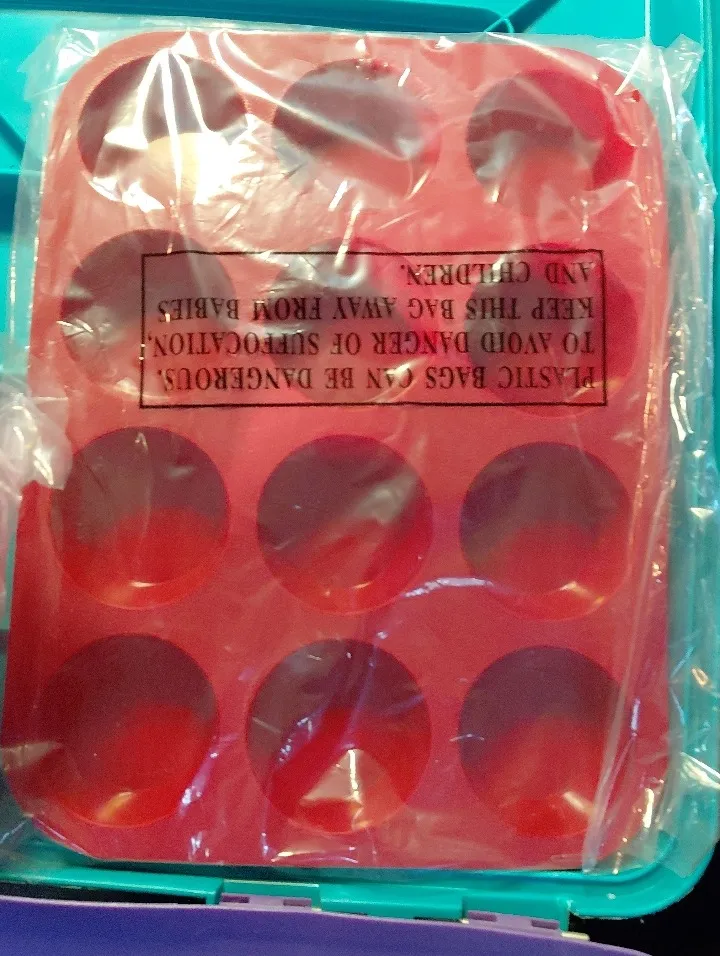 PLASTIC BAGS CAN BE DANGEROUS.
TO AVOID DANGER OF SUFFOCATION,
KEEP THIS BAG AWAY FROM BABIES
AND CHILDREN.